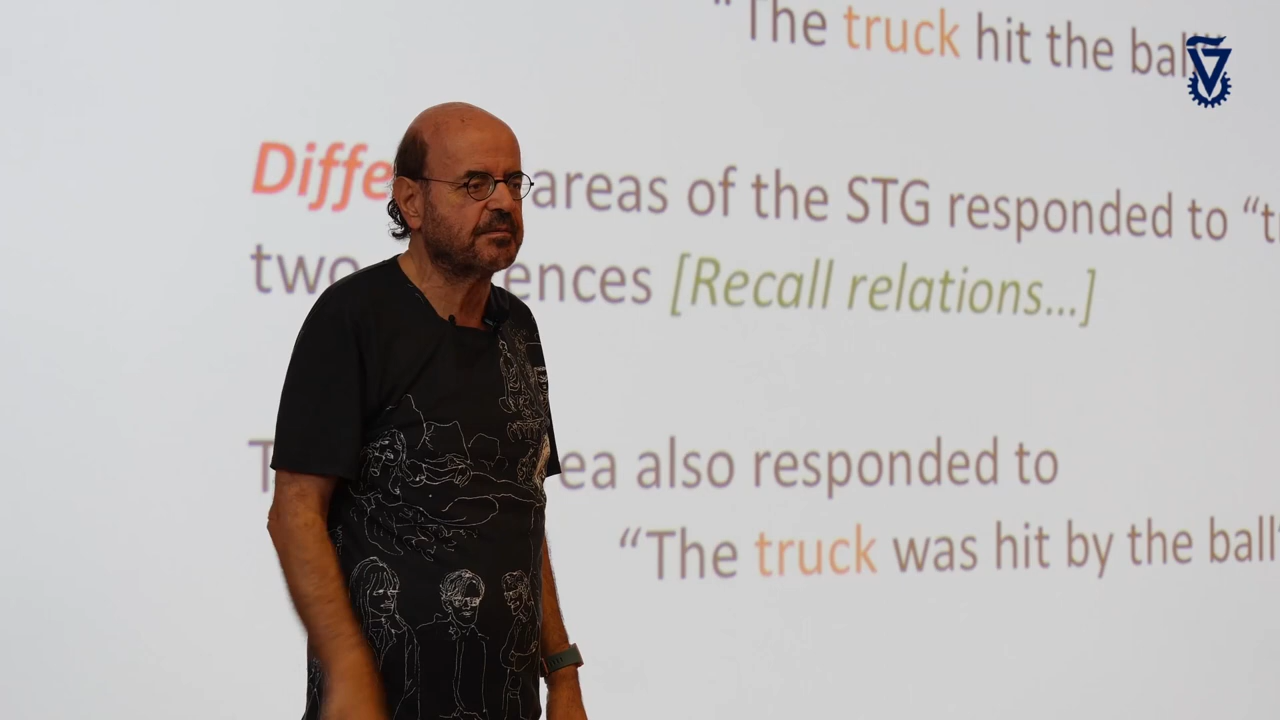 “The truck hit the ball”
Diffe areas of the STG responded to “t
two ences [Recall relations...]
T ea also responded to
“The truck was hit by the ball”